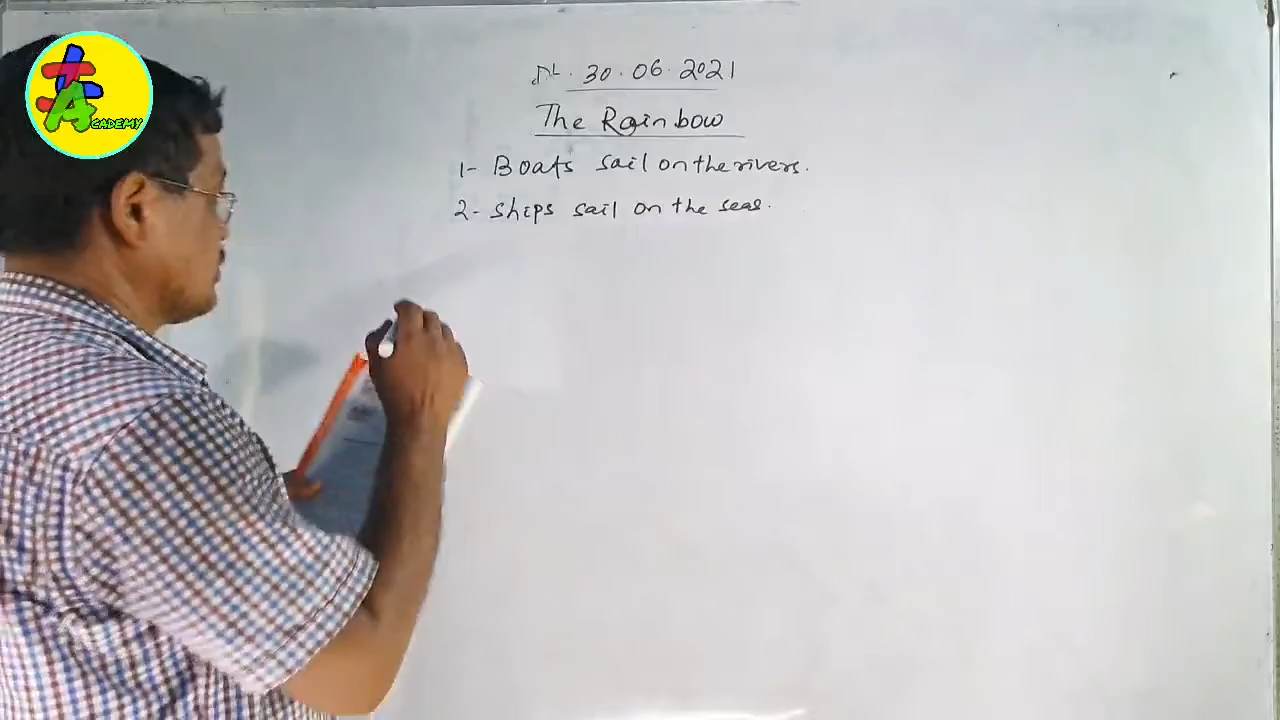 ACADEMY
Dt. 30.06.2021
The Rainbow
1- Boats sail on the rivers.
2- Ships sail on the seas.